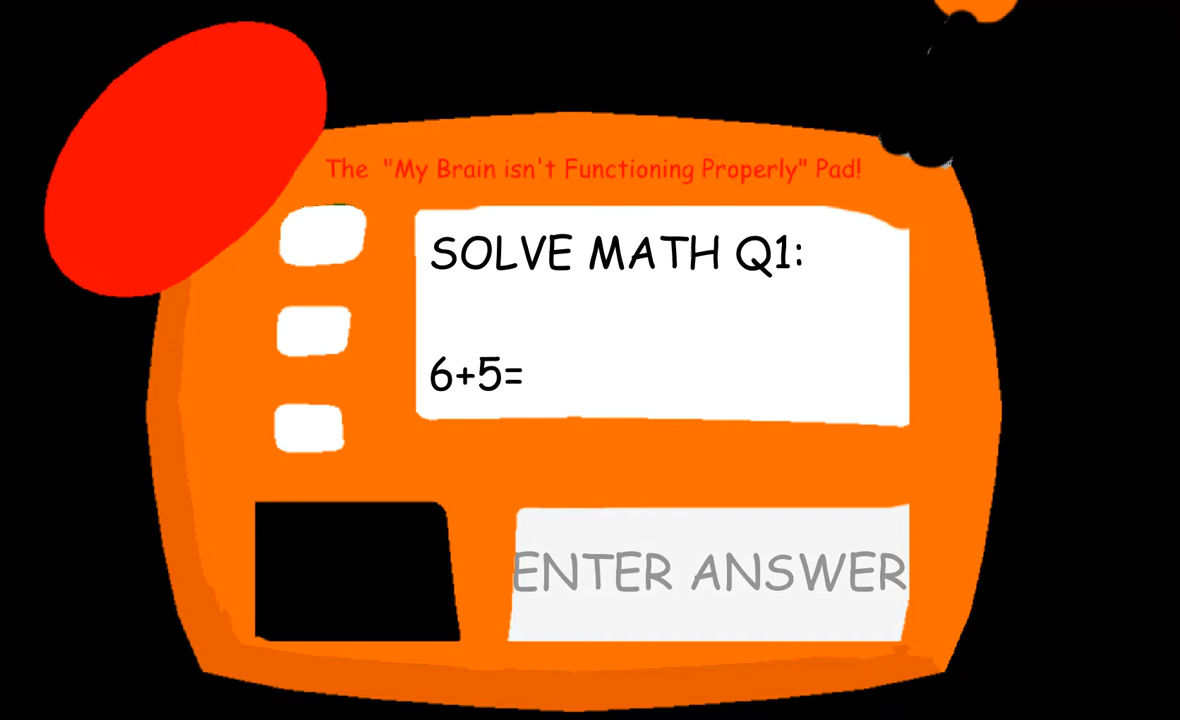 The "My Brain isn't Functioning Properly" Pad!
SOLVE MATH Q1:
6+5=
ENTER ANSWER